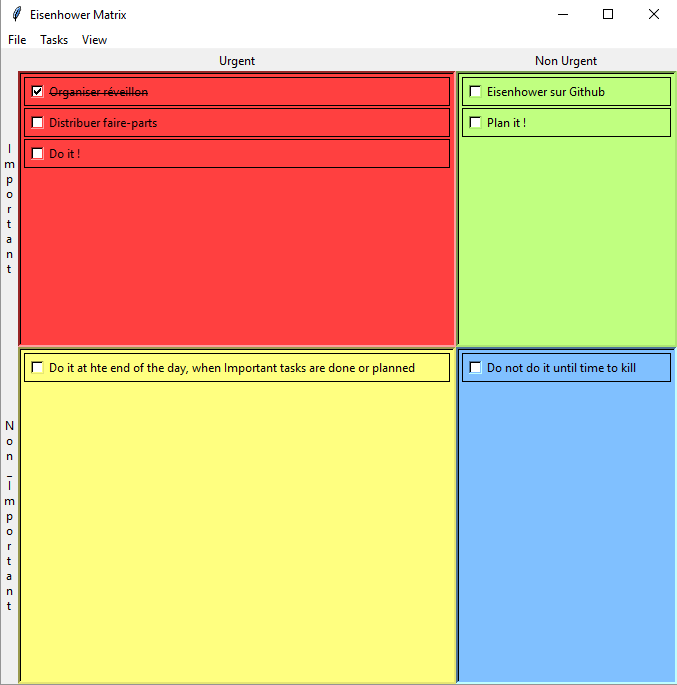 Eisenhower Matrix
File Tasks View
Urgent Non Urgent
Important
Organiser réveillon
Distribuer faire-parts
Do it !
Eisenhower sur Github
Plan it !
Non_Important
Do it at hte end of the day, when Important tasks are done or planned
Do not do it until time to kill